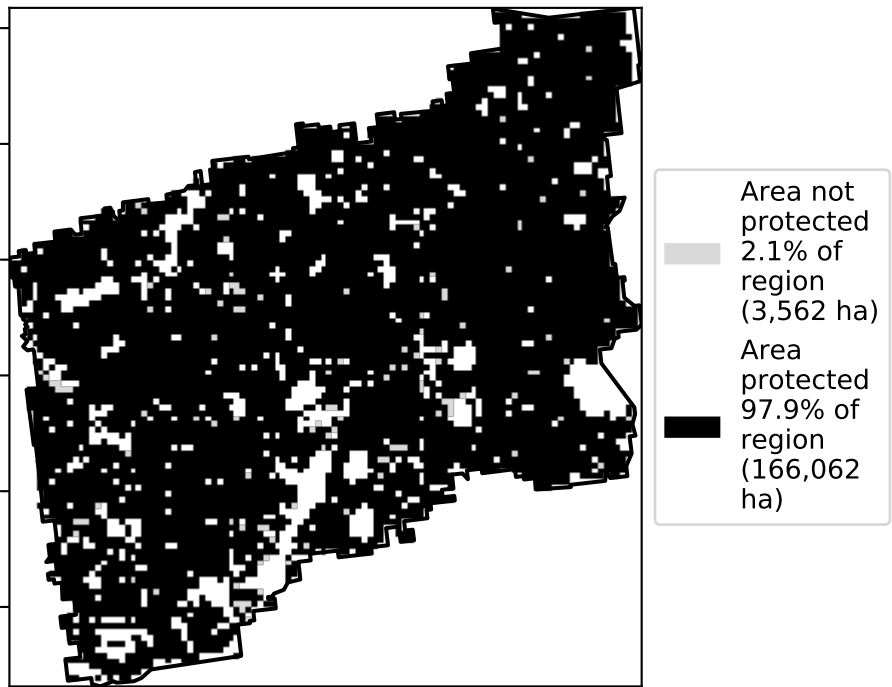 Area not
protected
2.1% of
region
(3,562 ha)
Area
protected
97.9% of
region
(166,062
ha)